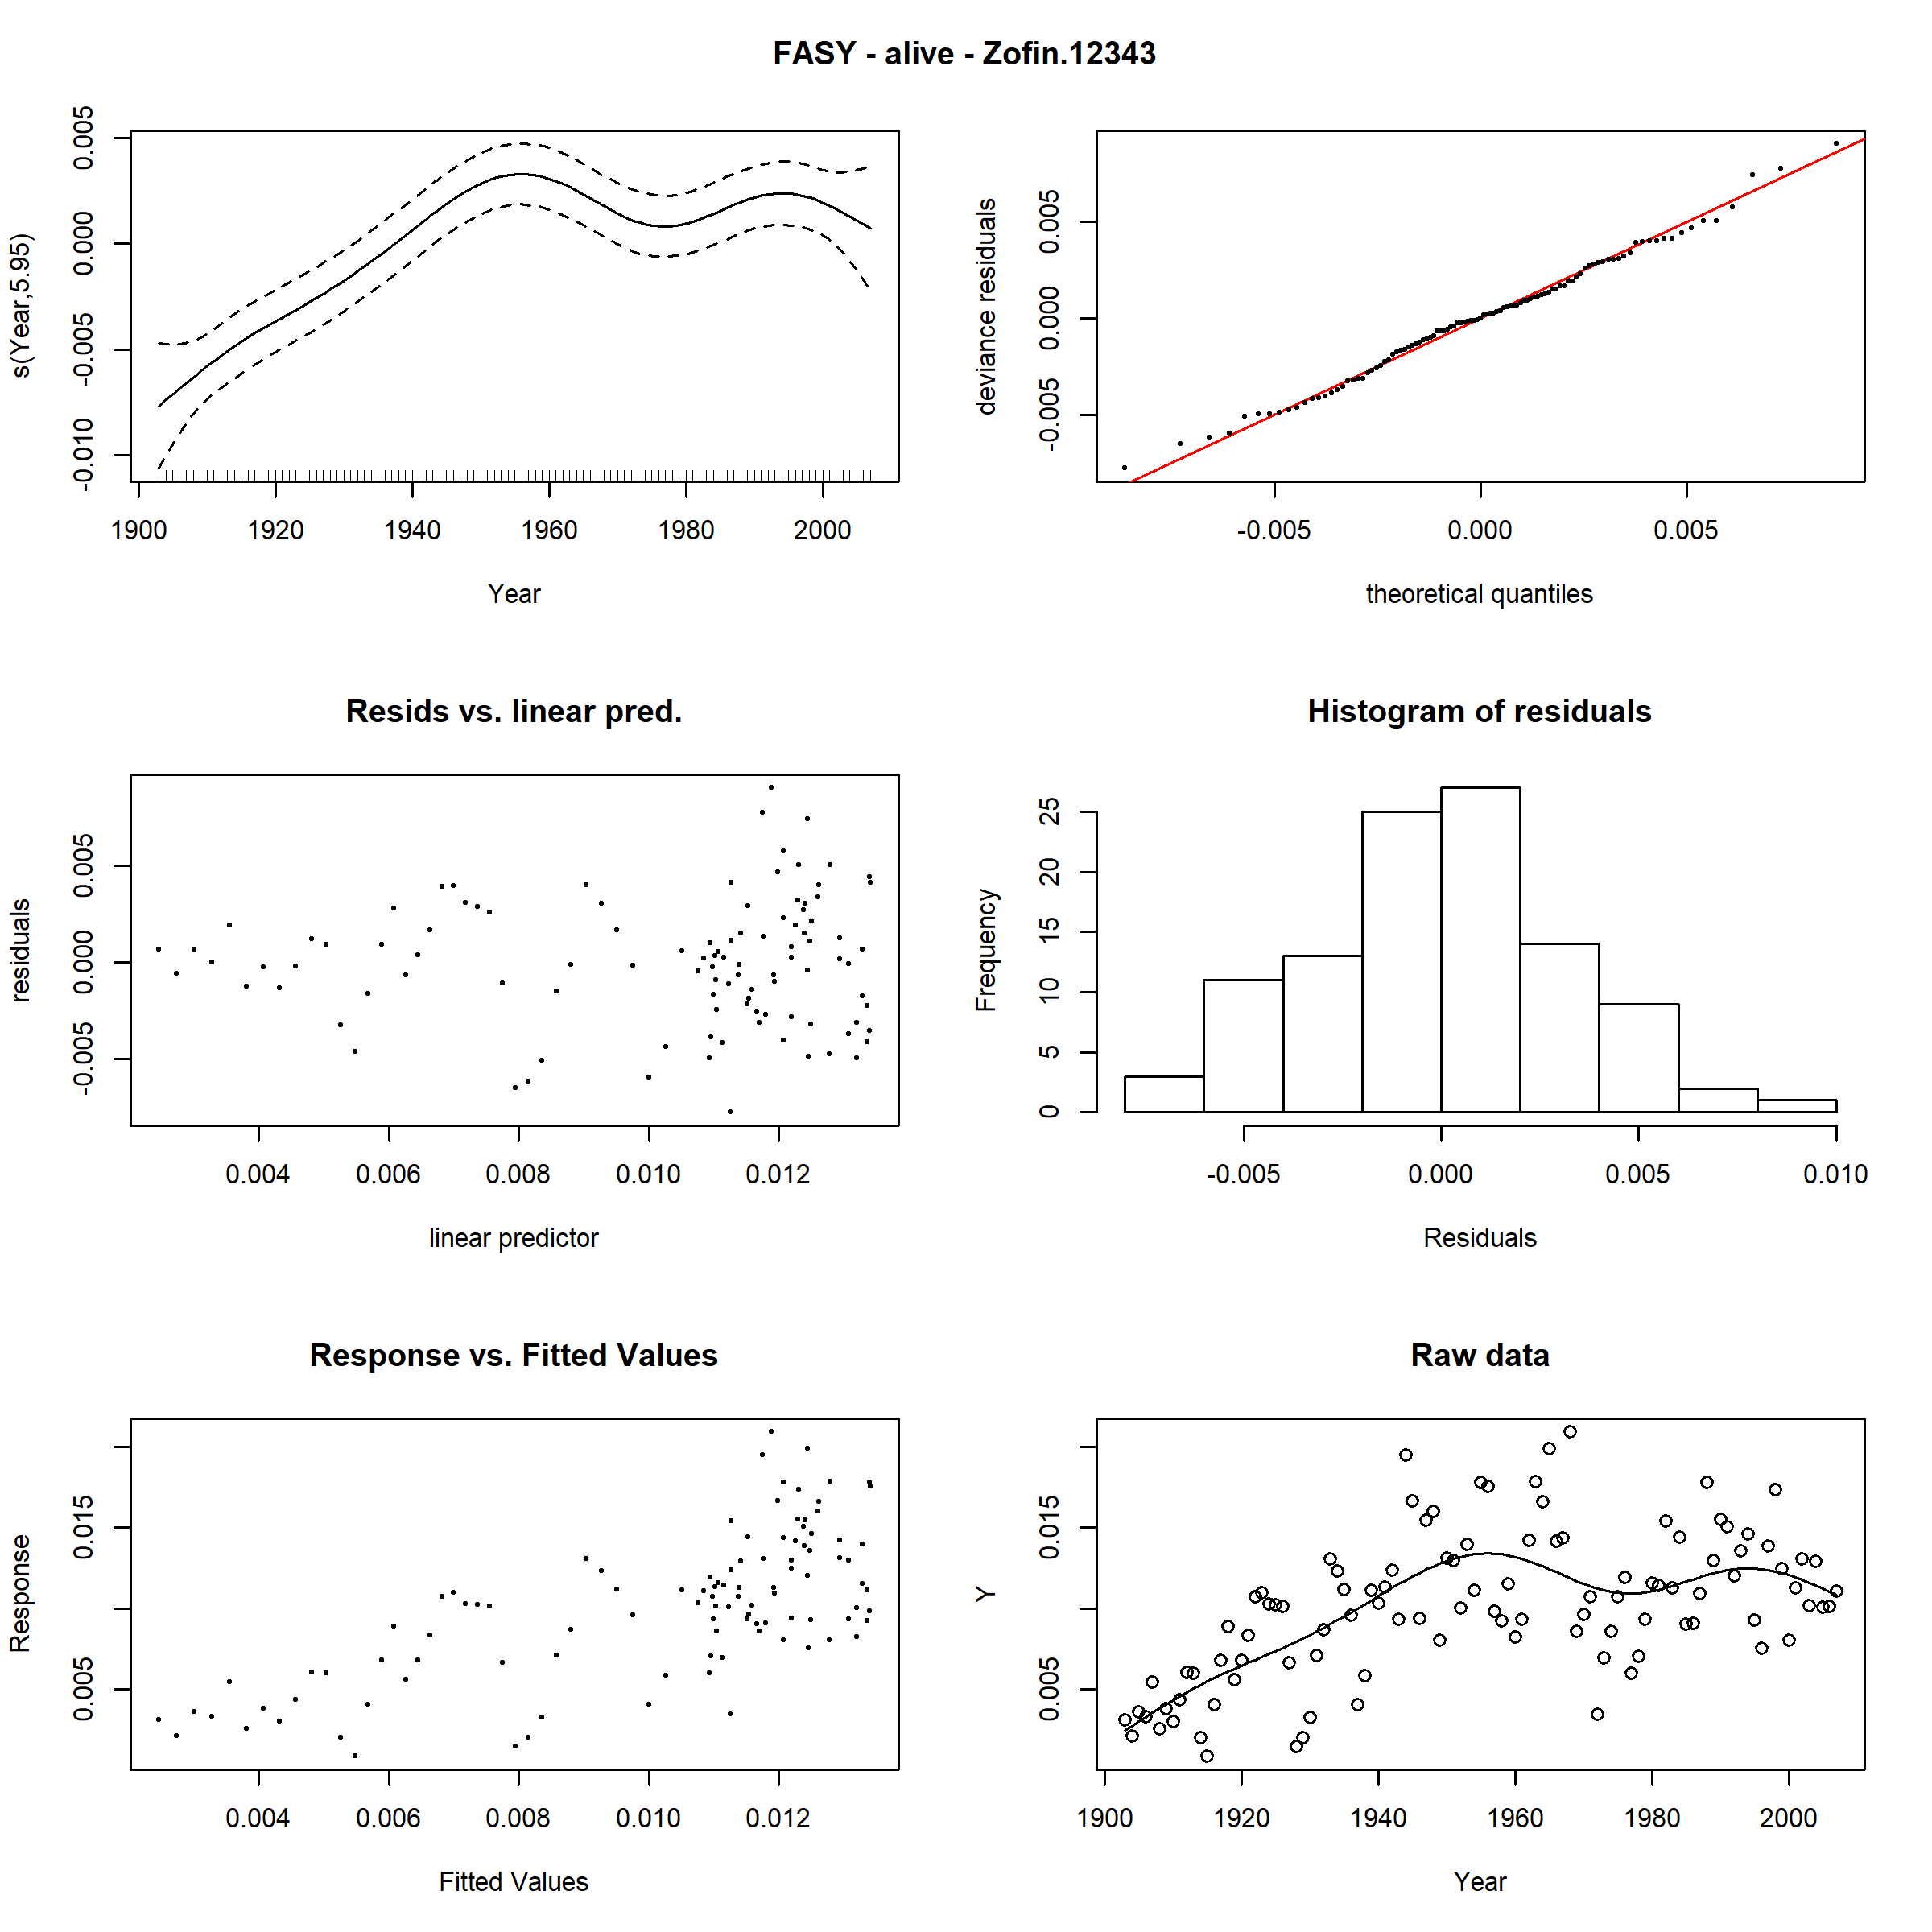 FASY - alive - Zofin.12343
s(Year,5.95)
0.005
0.000
-0.005
-0.010
1900 1920 1940 1960 1980 2000
Year
deviance residuals
0.005
0.000
-0.005
-0.005 0.000 0.005
theoretical quantiles
Resids vs. linear pred.
residuals
0.005
0.000
-0.005
0.004 0.006 0.008 0.010 0.012
linear predictor
Histogram of residuals
Frequency
25
20
15
10
5
0
-0.005 0.000 0.005 0.010
Residuals
Response vs. Fitted Values
Response
0.015
0.005
0.004 0.006 0.008 0.010 0.012
Fitted Values
Raw data
Y
0.015
0.005
1900 1920 1940 1960 1980 2000
Year